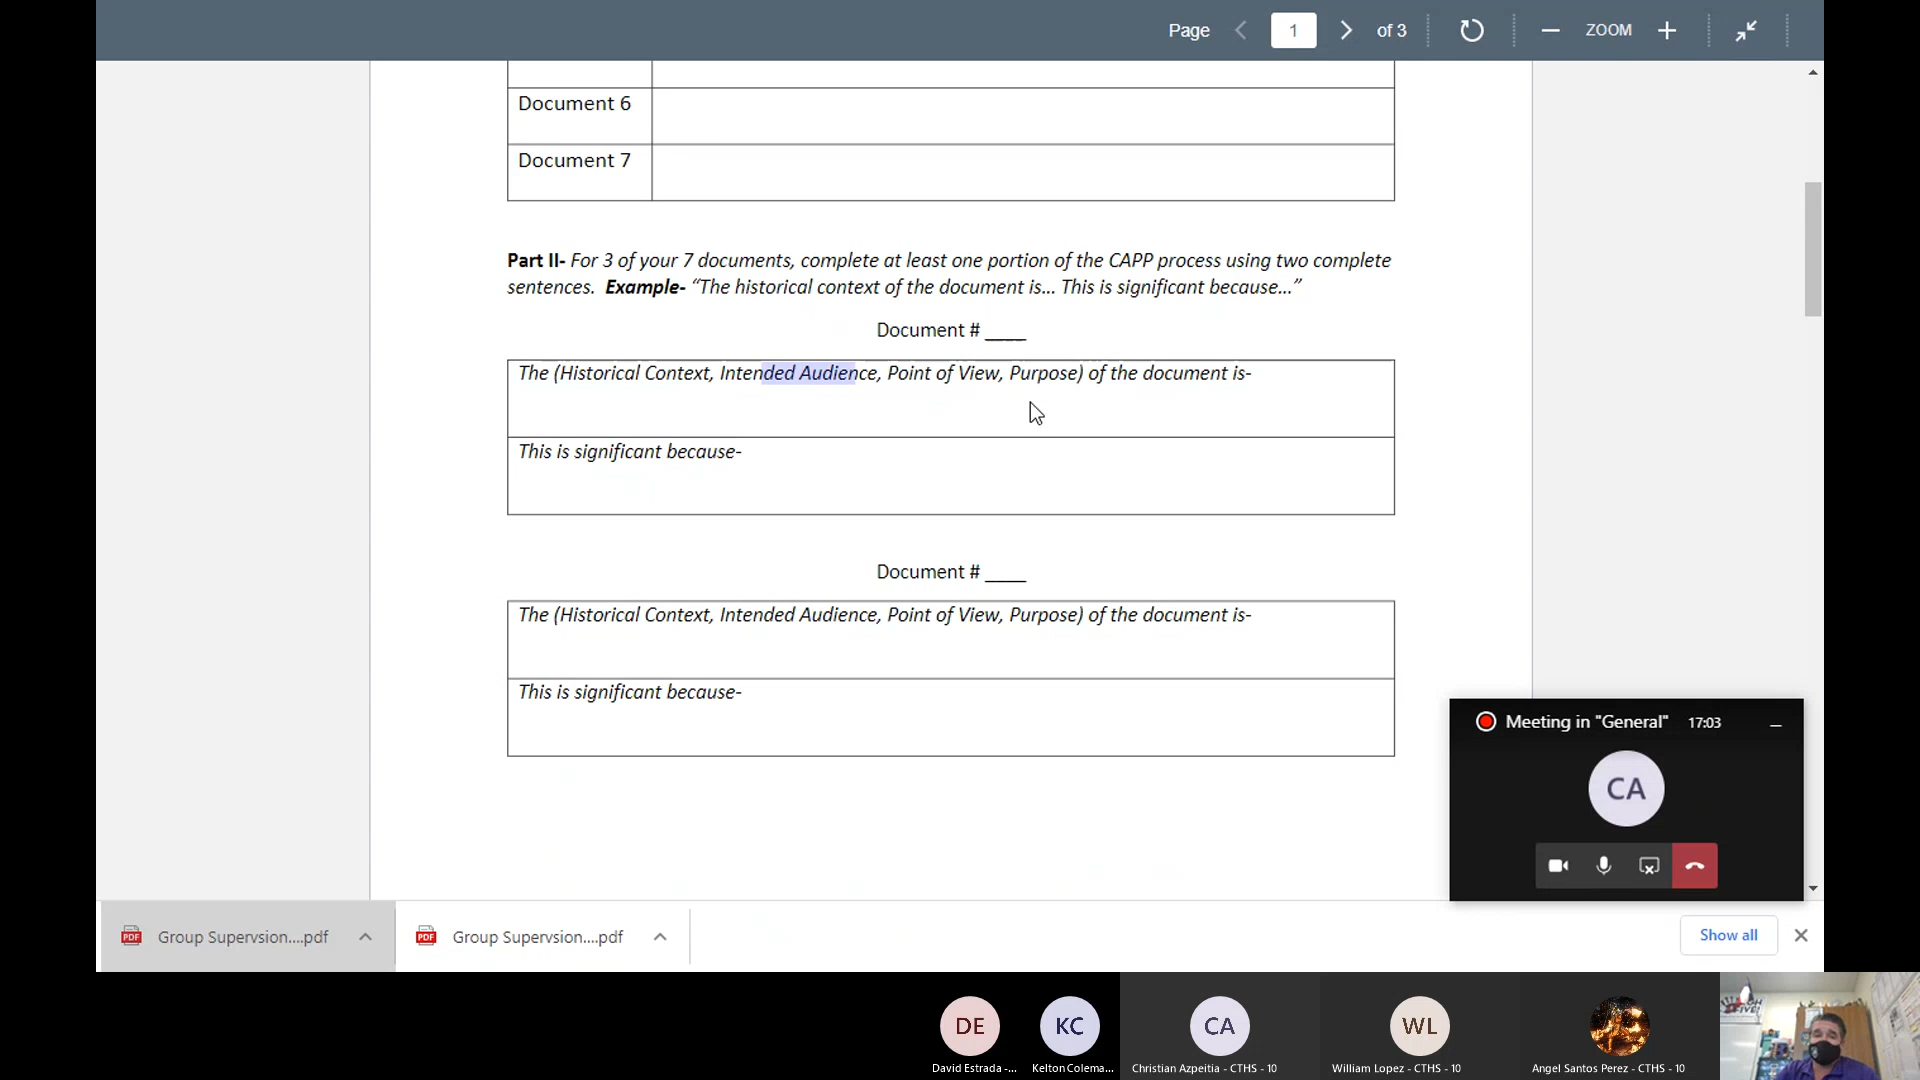 Page 1 of 3 ZOOM
Document 6
Document 7
Part II- For 3 of your 7 documents, complete at least one portion of the CAPP process using two complete
sentences. Example- “The historical context of the document is... This is significant because...”
Document # ____
The (Historical Context, Intended Audience, Point of View, Purpose) of the document is-
This is significant because-
Document # ____
The (Historical Context, Intended Audience, Point of View, Purpose) of the document is-
This is significant because-
Meeting in "General" 17:03
CA
PDF Group Supervsion....pdf PDF Group Supervsion....pdf Show all
DE KC CA WL
David Estrada -... Kelton Colema... Christian Azpeitia - CTHS - 10 William Lopez - CTHS - 10 Angel Santos Perez - CTHS - 10